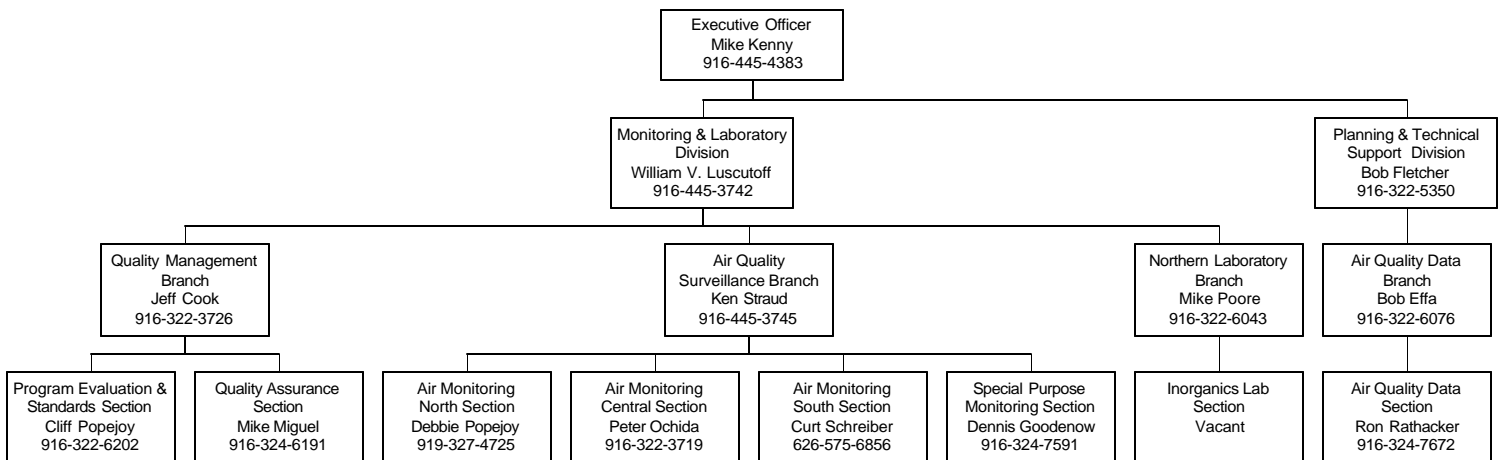 Executive Officer
Mike Kenny
916-445-4383
Monitoring & Laboratory
Division
William V. Luscutoff
916-445-3742
Planning & Technical
Support Division
Bob Fletcher
916-322-5350
Quality Management
Branch
Jeff Cook
916-322-3726
Air Quality
Surveillance Branch
Ken Straud
916-445-3745
Northern Laboratory
Branch
Mike Poore
916-322-6043
Air Quality Data
Branch
Bob Effa
916-322-6076
Program Evaluation &
Standards Section
Cliff Popejoy
916-322-6202
Quality Assurance
Section
Mike Miguel
916-324-6191
Air Monitoring
North Section
Debbie Popejoy
919-327-4725
Air Monitoring
Central Section
Peter Ochida
916-322-3719
Air Monitoring
South Section
Curt Schreiber
626-575-6856
Special Purpose
Monitoring Section
Dennis Goodenow
916-324-7591
Inorganics Lab
Section
Vacant
Air Quality Data
Section
Ron Rathacker
916-324-7672